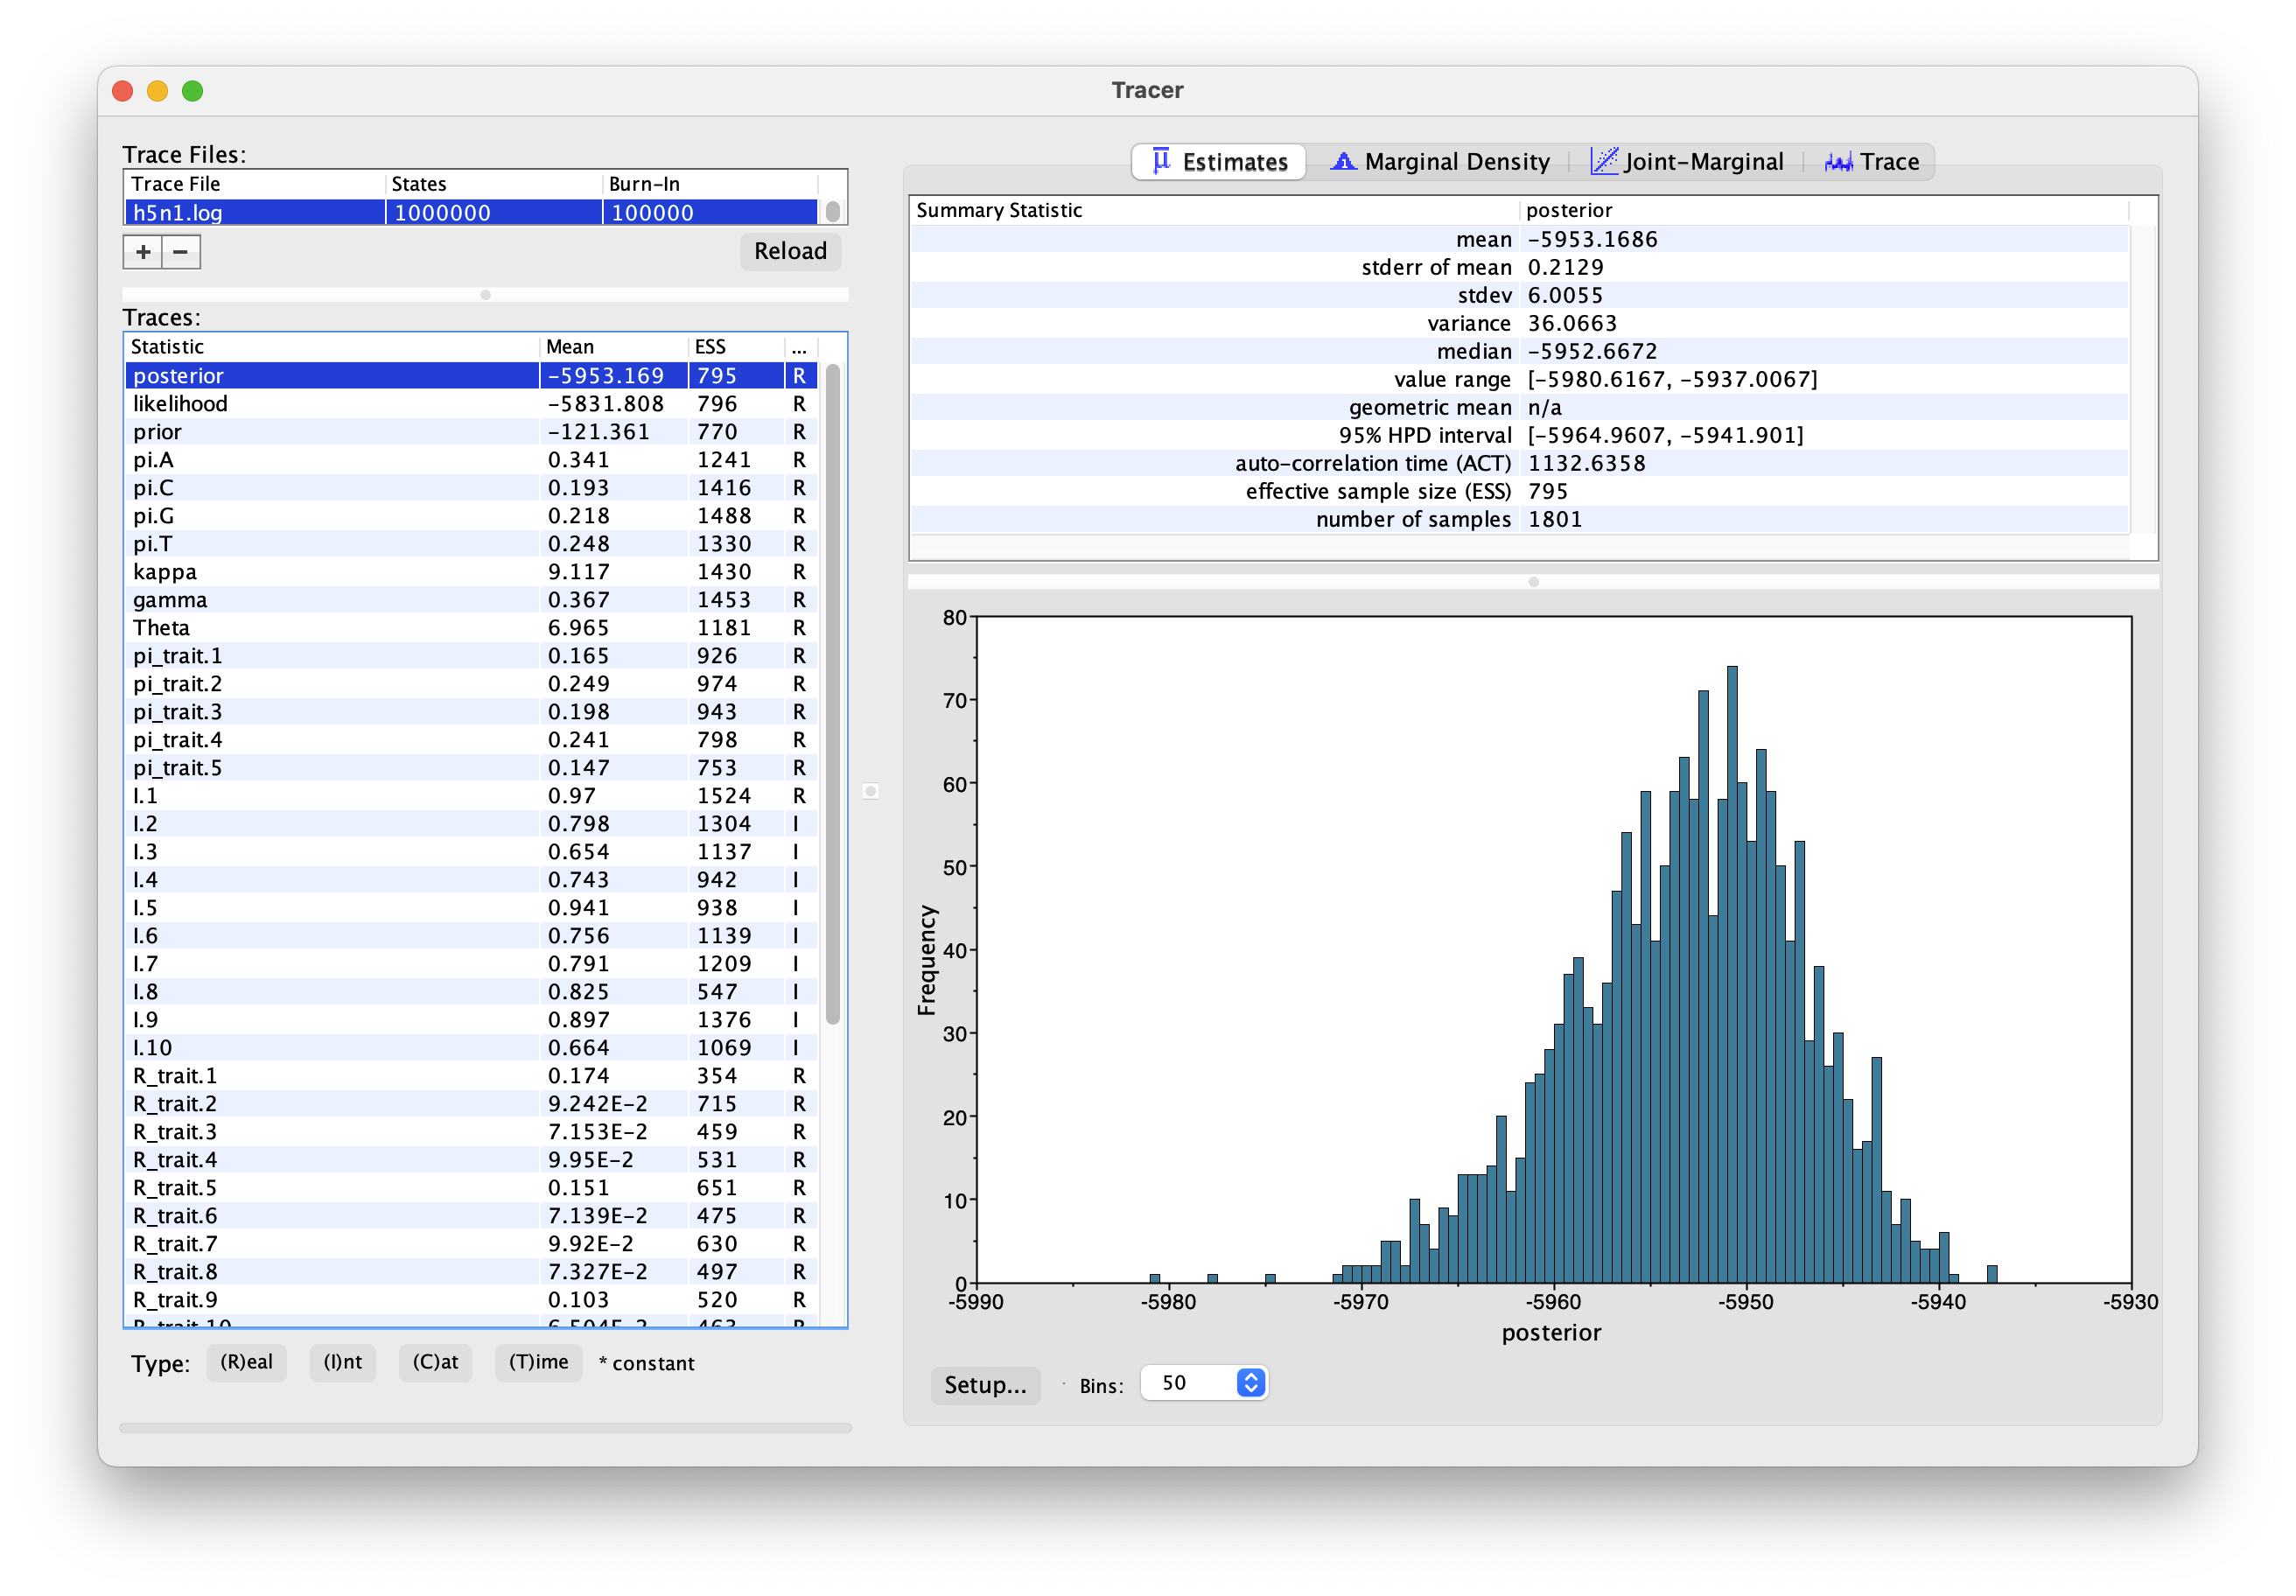 Tracer
Trace Files:
Trace File States Burn-In
h5n1.log 1000000 100000
+ −
Reload
Traces:
Statistic Mean ESS ...
posterior -5953.169 795 R
likelihood -5831.808 796 R
prior -121.361 770 R
pi.A 0.341 1241 R
pi.C 0.193 1416 R
pi.G 0.218 1488 R
pi.T 0.248 1330 R
kappa 9.117 1430 R
gamma 0.367 1453 R
Theta 6.965 1181 R
pi_trait.1 0.165 926 R
pi_trait.2 0.249 974 R
pi_trait.3 0.198 943 R
pi_trait.4 0.241 798 R
pi_trait.5 0.147 753 R
I.1 0.97 1524 R
I.2 0.798 1304 I
I.3 0.654 1137 I
I.4 0.743 942 I
I.5 0.941 938 I
I.6 0.756 1139 I
I.7 0.791 1209 I
I.8 0.825 547 I
I.9 0.897 1376 I
I.10 0.664 1069 I
R_trait.1 0.174 354 R
R_trait.2 9.242E-2 715 R
R_trait.3 7.153E-2 459 R
R_trait.4 9.95E-2 531 R
R_trait.5 0.151 651 R
R_trait.6 7.139E-2 475 R
R_trait.7 9.92E-2 630 R
R_trait.8 7.327E-2 497 R
R_trait.9 0.103 520 R
R_trait.10 6.504E-2 463 R
Type: (R)eal (I)nt (C)at (T)ime * constant
Estimates Marginal Density Joint-Marginal Trace
Summary Statistic posterior
mean -5953.1686
stderr of mean 0.2129
stdev 6.0055
variance 36.0663
median -5952.6672
value range [-5980.6167, -5937.0067]
geometric mean n/a
95% HPD interval [-5964.9607, -5941.901]
auto-correlation time (ACT) 1132.6358
effective sample size (ESS) 795
number of samples 1801
80
70
60
50
40
30
20
10
0
Frequency
-5990 -5980 -5970 -5960 -5950 -5940 -5930
posterior
Setup... Bins: 50